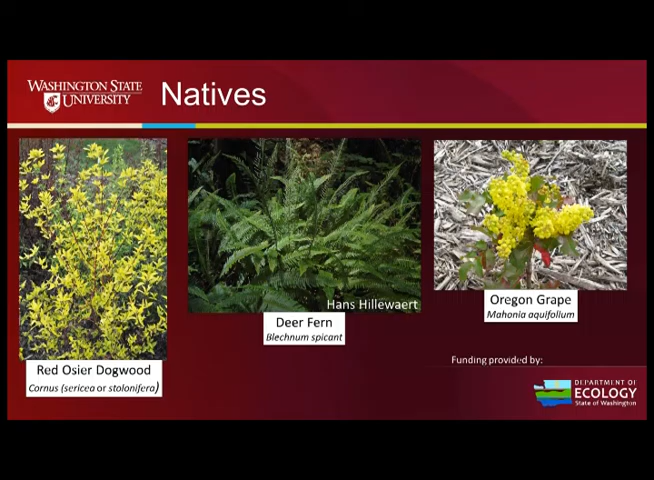 WASHINGTON STATE
UNIVERSITY
Natives
Hans Hillewaert
Red Osier Dogwood
Cornus (sericea or stolonifera)
Deer Fern
Blechnum spicant
Oregon Grape
Mahonia aquifolium
Funding provided by:
DEPARTMENT OF
ECOLOGY
State of Washington